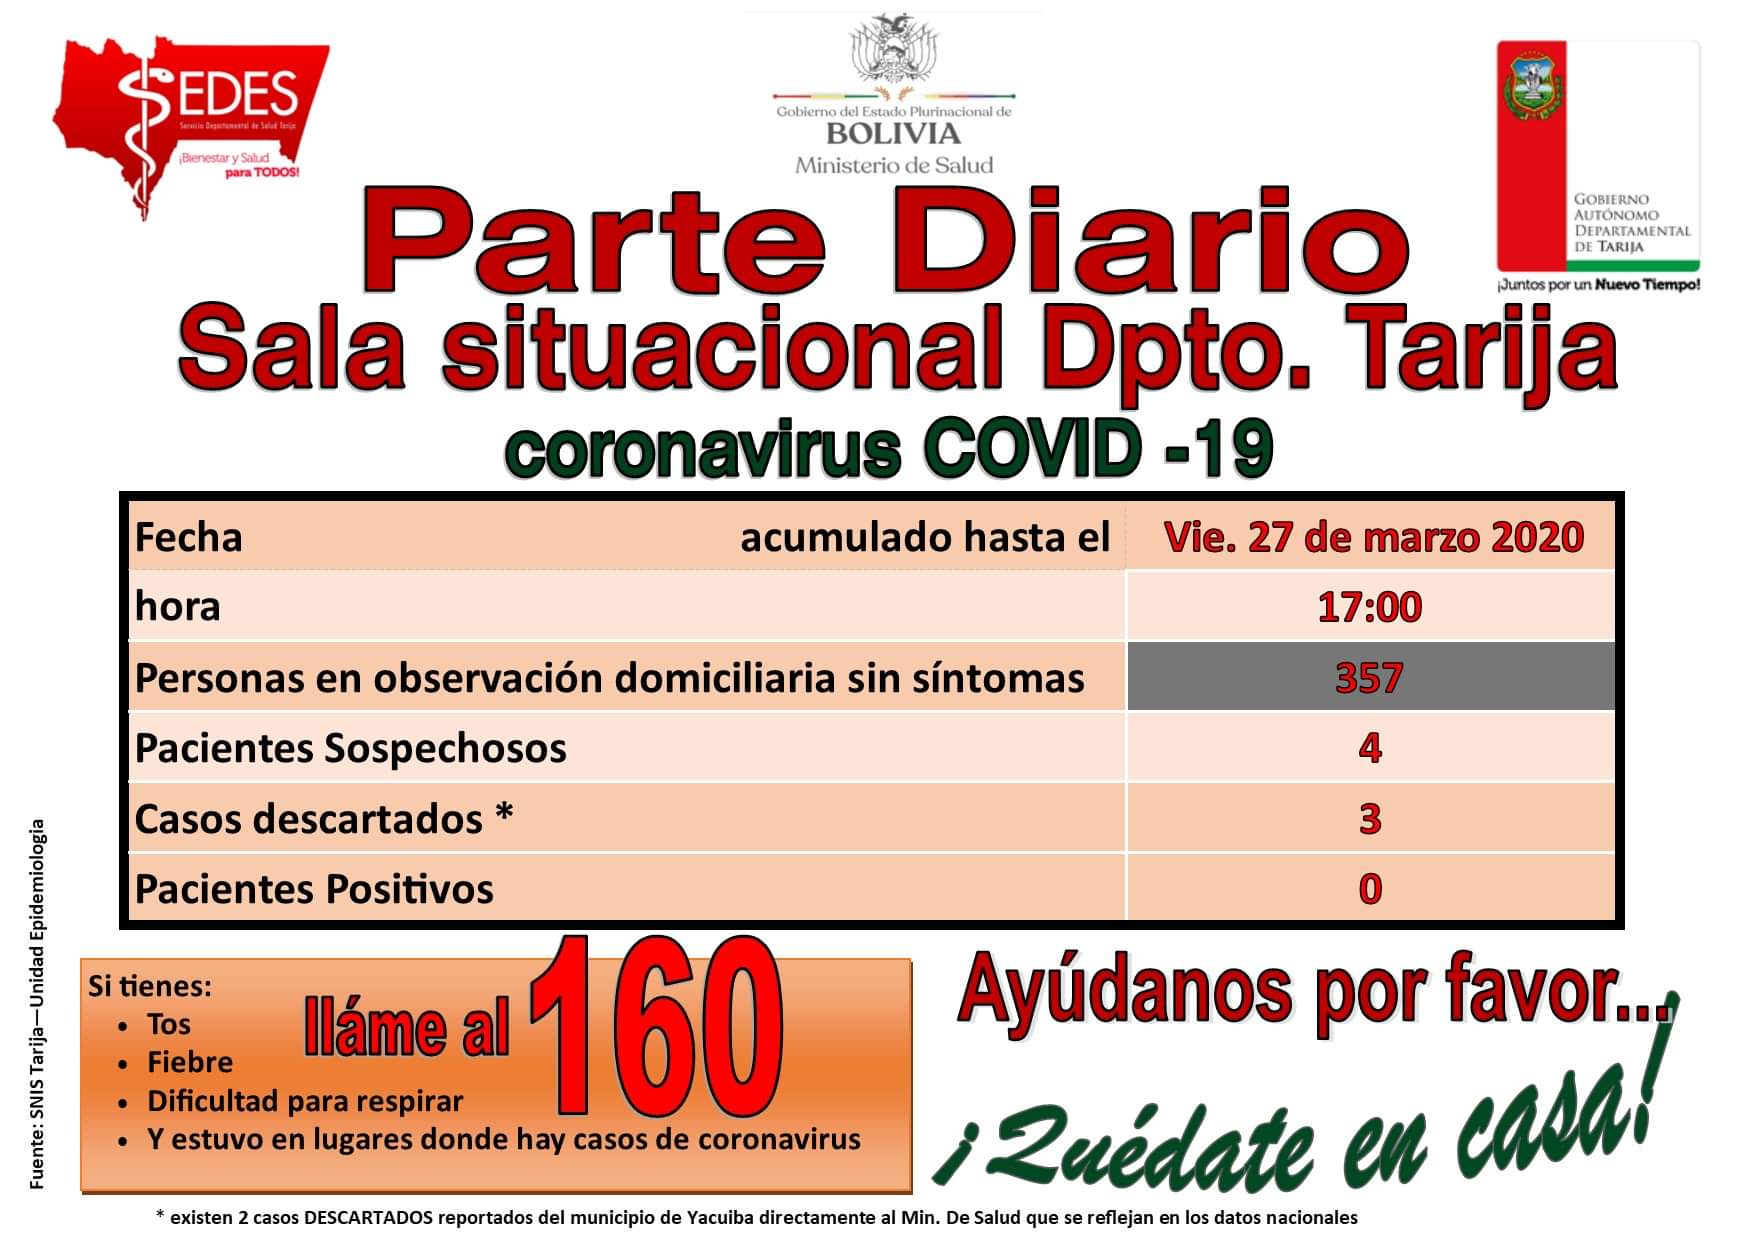 SEDES
Servicio Departamental de Salud Tarija
¡Bienestar y Salud
para TODOS!
Gobierno del Estado Plurinacional de
BOLIVIA
Ministerio de Salud
GOBIERNO
AUTÓNOMO
DEPARTAMENTAL
DE TARIJA
¡Juntos por un Nuevo Tiempo!
Parte Diario
Sala situacional Dpto. Tarija
coronavirus COVID -19
Fecha acumulado hasta el Vie. 27 de marzo 2020
hora 17:00
Personas en observación domiciliaria sin síntomas 357
Pacientes Sospechosos 4
Casos descartados * 3
Pacientes Positivos 0
Si tienes:
• Tos
• Fiebre
• Dificultad para respirar
• Y estuvo en lugares donde hay casos de coronavirus
lláme al 160
Ayúdanos por favor...
¡Quédate en casa!
* existen 2 casos DESCARTADOS reportados del municipio de Yacuiba directamente al Min. De Salud que se reflejan en los datos nacionales
Fuente: SNIS Tarija—Unidad Epidemiologia